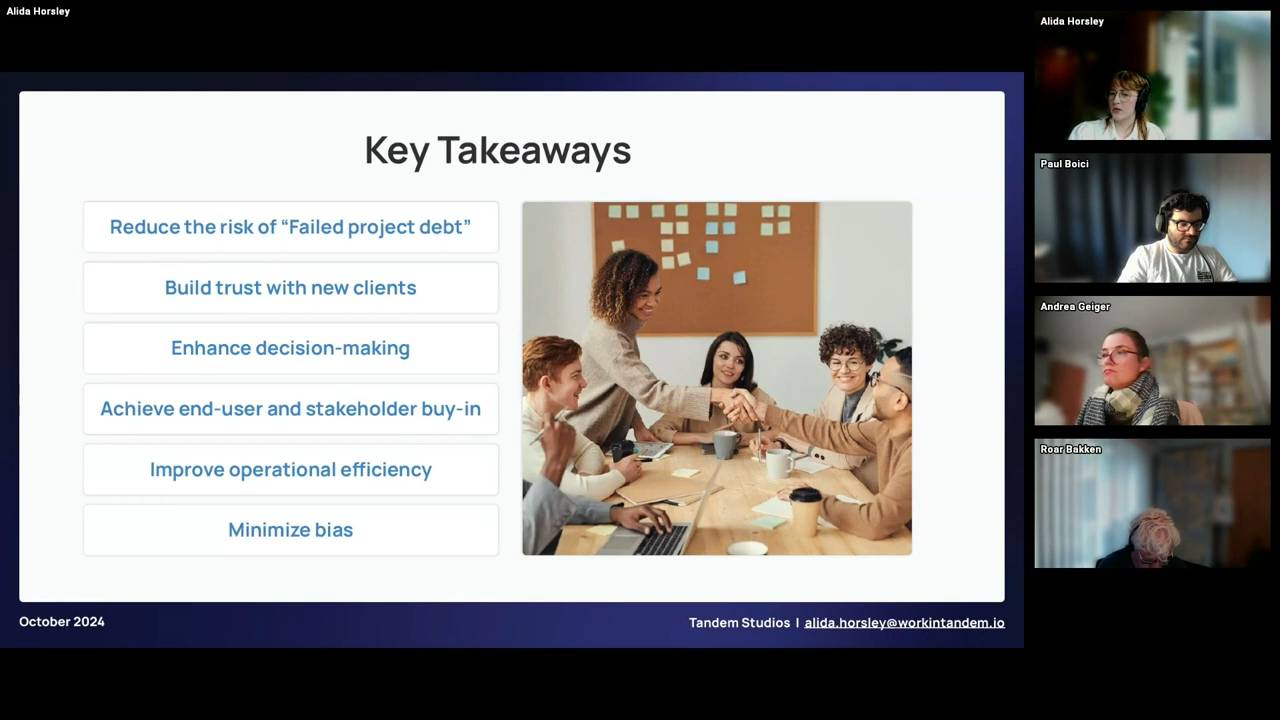 Alida Horsley
Key Takeaways
Reduce the risk of “Failed project debt”
Build trust with new clients
Enhance decision-making
Achieve end-user and stakeholder buy-in
Improve operational efficiency
Minimize bias
October 2024
Tandem Studios | alida.horsley@workintandem.io
Alida Horsley
Paul Boici
Andrea Geiger
Roar Bakken